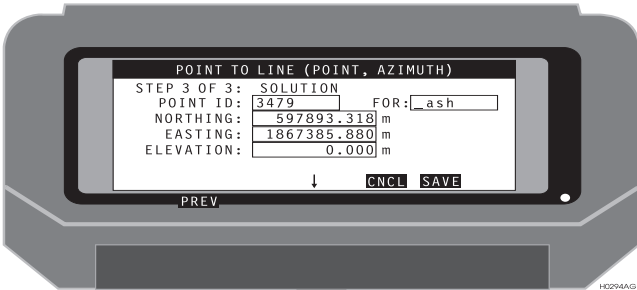 POINT TO LINE (POINT, AZIMUTH)
STEP 3 OF 3: SOLUTION
POINT ID: 3479 FOR: _ash
NORTHING: 597893.318 m
EASTING: 1867385.880 m
ELEVATION: 0.000 m
↓ CNCL SAVE
PREV
H0294AG